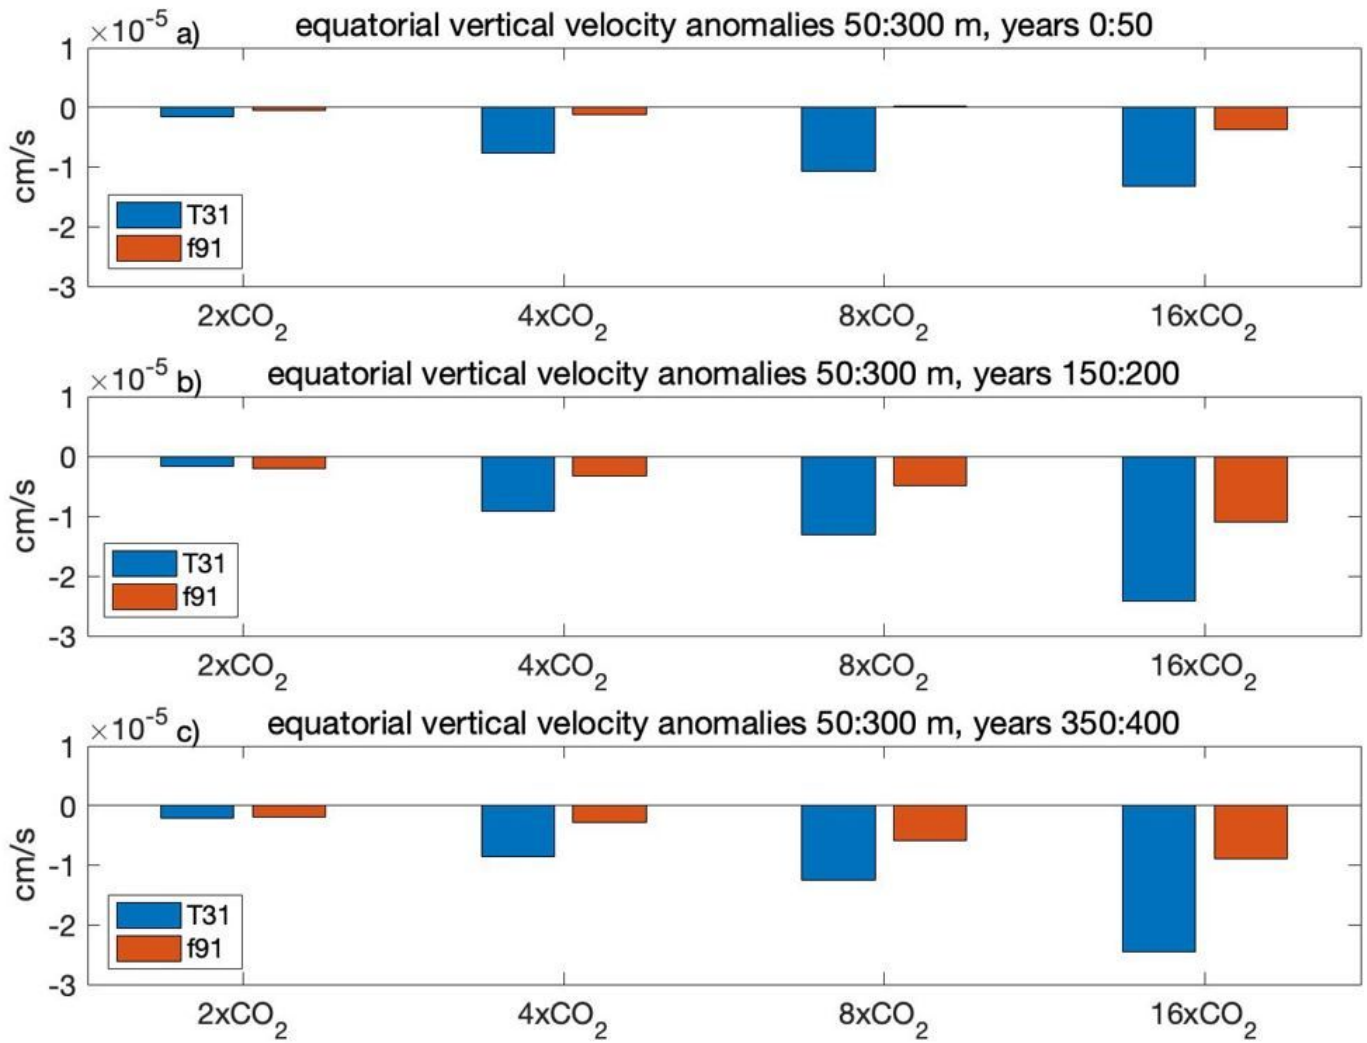 ×10⁻⁵ a) equatorial vertical velocity anomalies 50:300 m, years 0:50
1
0
-1
-2
-3
cm/s
T31
f91
2xCO₂ 4xCO₂ 8xCO₂ 16xCO₂
×10⁻⁵ b) equatorial vertical velocity anomalies 50:300 m, years 150:200
1
0
-1
-2
-3
cm/s
T31
f91
2xCO₂ 4xCO₂ 8xCO₂ 16xCO₂
×10⁻⁵ c) equatorial vertical velocity anomalies 50:300 m, years 350:400
1
0
-1
-2
-3
cm/s
T31
f91
2xCO₂ 4xCO₂ 8xCO₂ 16xCO₂